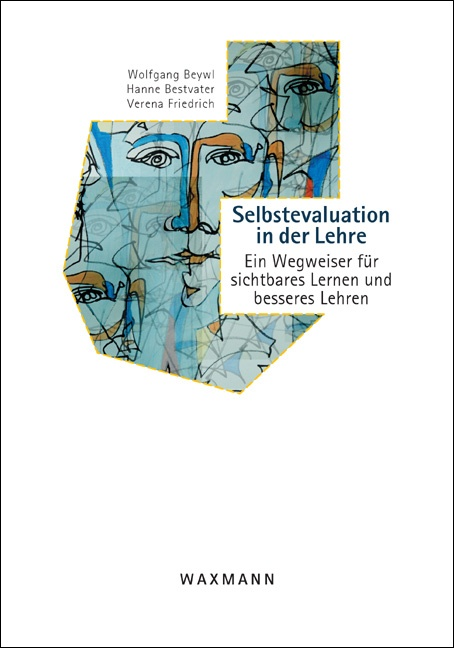 Wolfgang Beywl
Hanne Bestvater
Verena Friedrich
Selbstevaluation
in der Lehre
Ein Wegweiser für
sichtbares Lernen und
besseres Lehren
WAXMANN